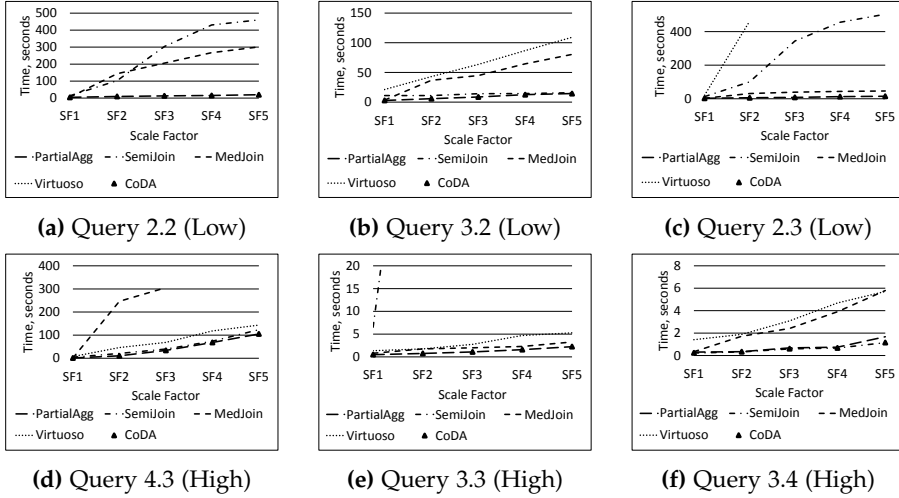 500
400
300
200
100
0
Time, seconds
SF1 SF2 SF3 SF4 SF5
Scale Factor
PartialAgg SemiJoin MedJoin
Virtuoso CoDA
(a) Query 2.2 (Low)
150
100
50
0
Time, seconds
SF1 SF2 SF3 SF4 SF5
Scale Factor
PartialAgg SemiJoin MedJoin
Virtuoso CoDA
(b) Query 3.2 (Low)
400
200
0
Time, seconds
SF1 SF2 SF3 SF4 SF5
Scale Factor
PartialAgg SemiJoin MedJoin
Virtuoso CoDA
(c) Query 2.3 (Low)
400
300
200
100
0
Time, seconds
SF1 SF2 SF3 SF4 SF5
Scale Factor
PartialAgg SemiJoin MedJoin
Virtuoso CoDA
(d) Query 4.3 (High)
20
15
10
5
0
Time, seconds
SF1 SF2 SF3 SF4 SF5
Scale Factor
PartialAgg SemiJoin MedJoin
Virtuoso CoDA
(e) Query 3.3 (High)
8
6
4
2
0
Time, seconds
SF1 SF2 SF3 SF4 SF5
Scale Factor
PartialAgg SemiJoin MedJoin
Virtuoso CoDA
(f) Query 3.4 (High)